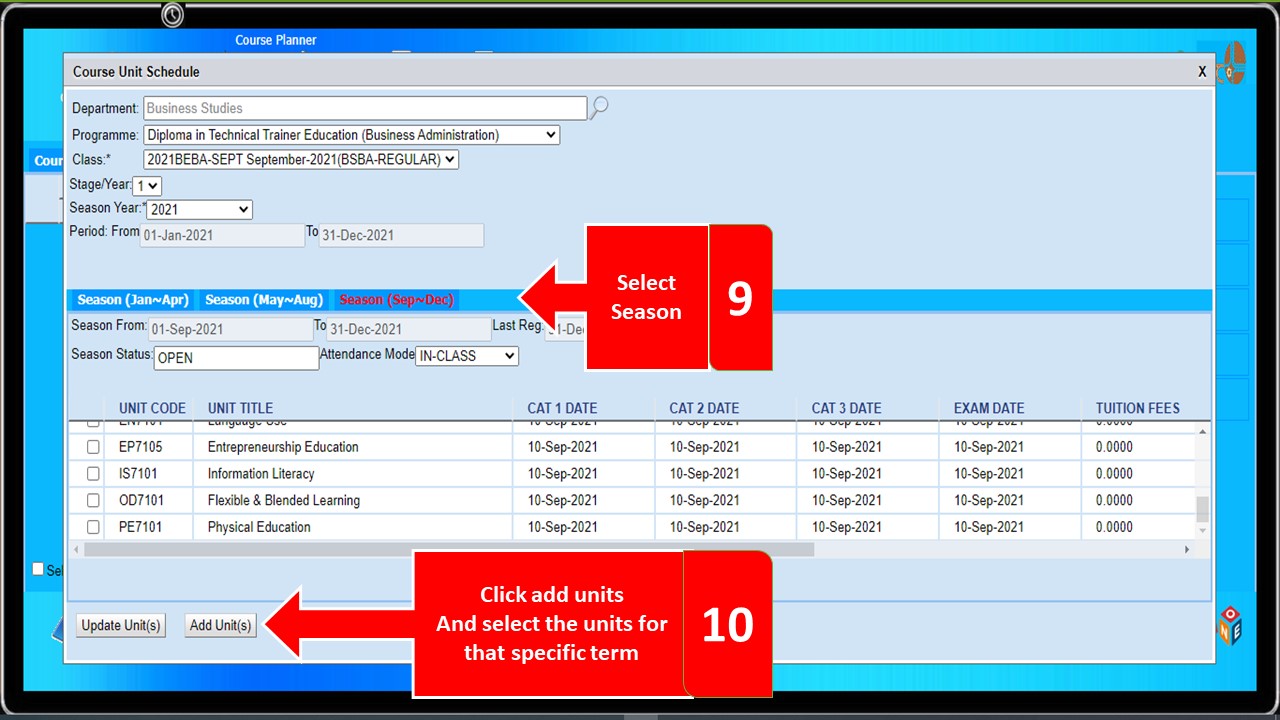 Course Planner
Course Unit Schedule X
Department: Business Studies
Programme: Diploma in Technical Trainer Education (Business Administration)
Class:* 2021BEBA-SEPT September-2021(BSBA-REGULAR)
Stage/Year: 1
Season Year:* 2021
Period: From 01-Jan-2021 To 31-Dec-2021
Select
Season
9
Season (Jan~Apr) Season (May~Aug) Season (Sep~Dec)
Season From: 01-Sep-2021 To 31-Dec-2021 Last Reg.
Season Status: OPEN Attendance Mode IN-CLASS
UNIT CODE UNIT TITLE CAT 1 DATE CAT 2 DATE CAT 3 DATE EXAM DATE TUITION FEES
EP7105 Entrepreneurship Education 10-Sep-2021 10-Sep-2021 10-Sep-2021 10-Sep-2021 0.0000
IS7101 Information Literacy 10-Sep-2021 10-Sep-2021 10-Sep-2021 10-Sep-2021 0.0000
OD7101 Flexible & Blended Learning 10-Sep-2021 10-Sep-2021 10-Sep-2021 10-Sep-2021 0.0000
PE7101 Physical Education 10-Sep-2021 10-Sep-2021 10-Sep-2021 10-Sep-2021 0.0000
Click add units
And select the units for
that specific term
10
Update Unit(s) Add Unit(s)